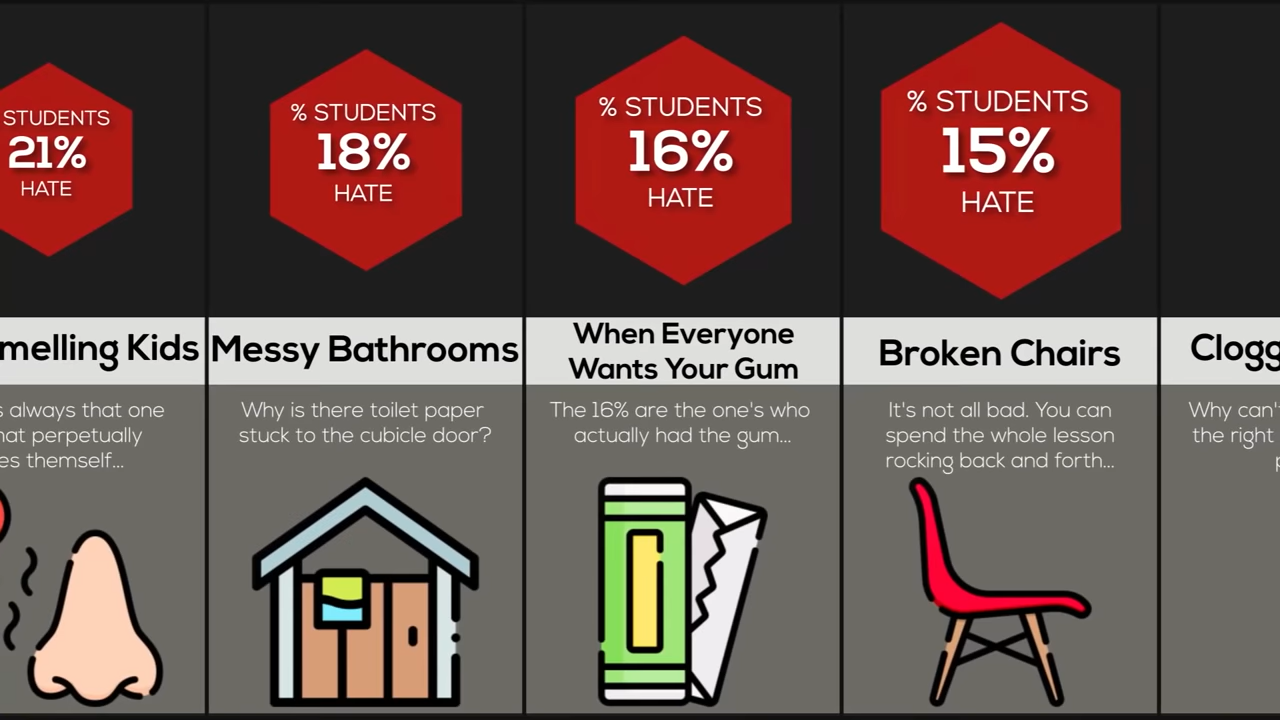 STUDENTS
21%
HATE
melling Kids
always that one
perpetually
themself...
% STUDENTS
18%
HATE
Messy Bathrooms
Why is there toilet paper
stuck to the cubicle door?
% STUDENTS
16%
HATE
When Everyone
Wants Your Gum
The 16% are the one's who
actually had the gum...
% STUDENTS
15%
HATE
Broken Chairs
It's not all bad. You can
spend the whole lesson
rocking back and forth...
Clogg
Why can't
the right